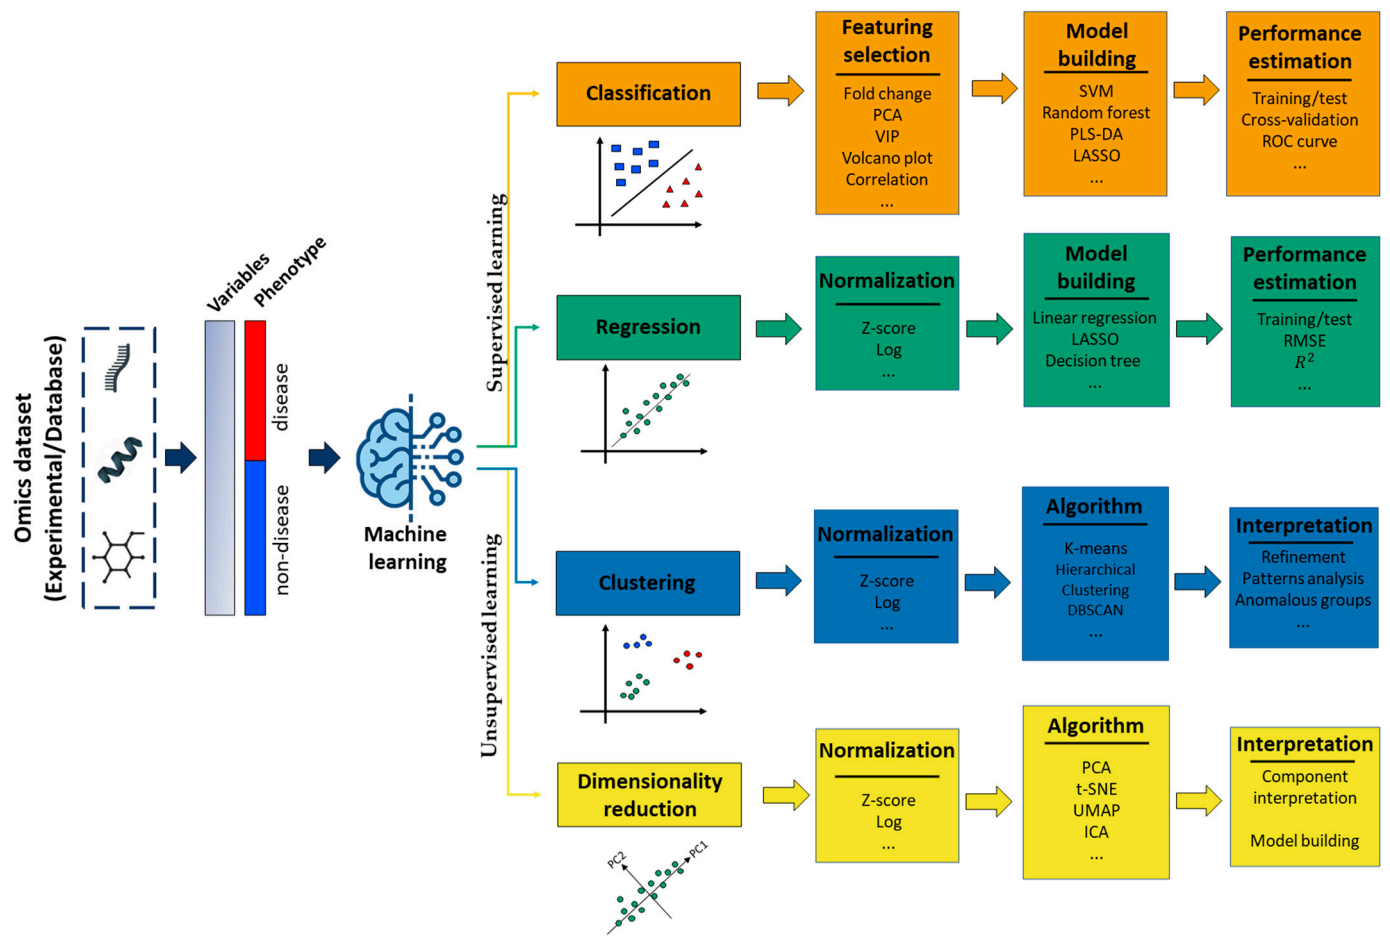 Omics dataset
(Experimental/Database)
Variables
Phenotype
disease
non-disease
Machine
learning
Supervised learning
Unsupervised learning
Classification
Featuring
selection
Fold change
PCA
VIP
Volcano plot
Correlation
...
Model
building
SVM
Random forest
PLS-DA
LASSO
...
Performance
estimation
Training/test
Cross-validation
ROC curve
...
Regression
Normalization
Z-score
Log
...
Model
building
Linear regression
LASSO
Decision tree
...
Performance
estimation
Training/test
RMSE
R²
...
Clustering
Normalization
Z-score
Log
...
Algorithm
K-means
Hierarchical
Clustering
DBSCAN
...
Interpretation
Refinement
Patterns analysis
Anomalous groups
...
Dimensionality
reduction
PC2
PC1
Normalization
Z-score
Log
...
Algorithm
PCA
t-SNE
UMAP
ICA
...
Interpretation
Component
interpretation
Model building